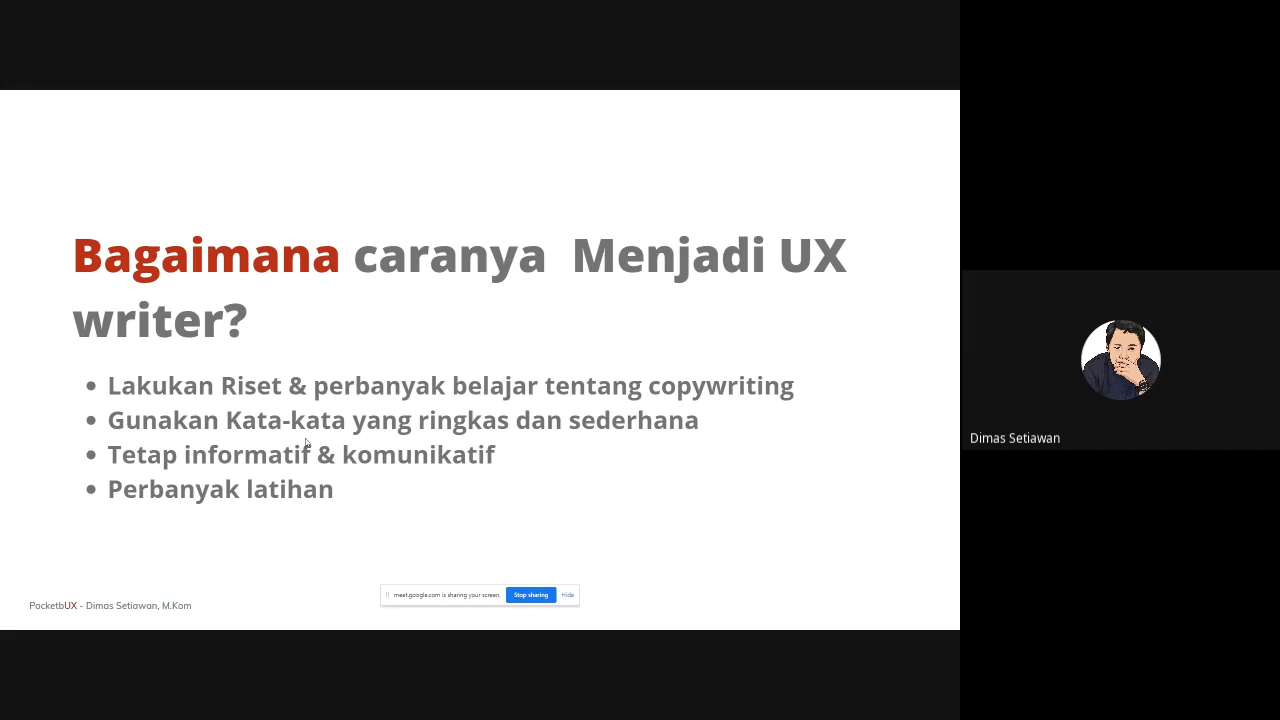 Bagaimana caranya  Menjadi UX
writer?
Lakukan Riset & perbanyak belajar tentang copywriting
Gunakan Kata-kata yang ringkas dan sederhana
Tetap informatif & komunikatif
Perbanyak latihan
PocketbUX - Dimas Setiawan, M.Kom
meet.google.com is sharing your screen. Stop sharing Hide
Dimas Setiawan